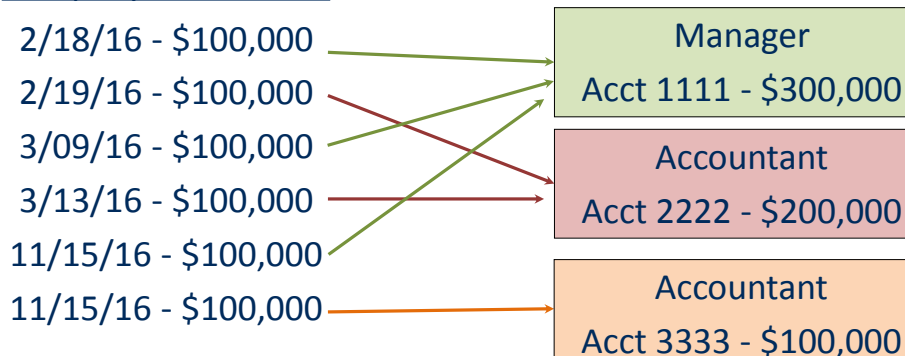 2/18/16 - $100,000
2/19/16 - $100,000
3/09/16 - $100,000
3/13/16 - $100,000
11/15/16 - $100,000
11/15/16 - $100,000
Manager
Acct 1111 - $300,000
Accountant
Acct 2222 - $200,000
Accountant
Acct 3333 - $100,000